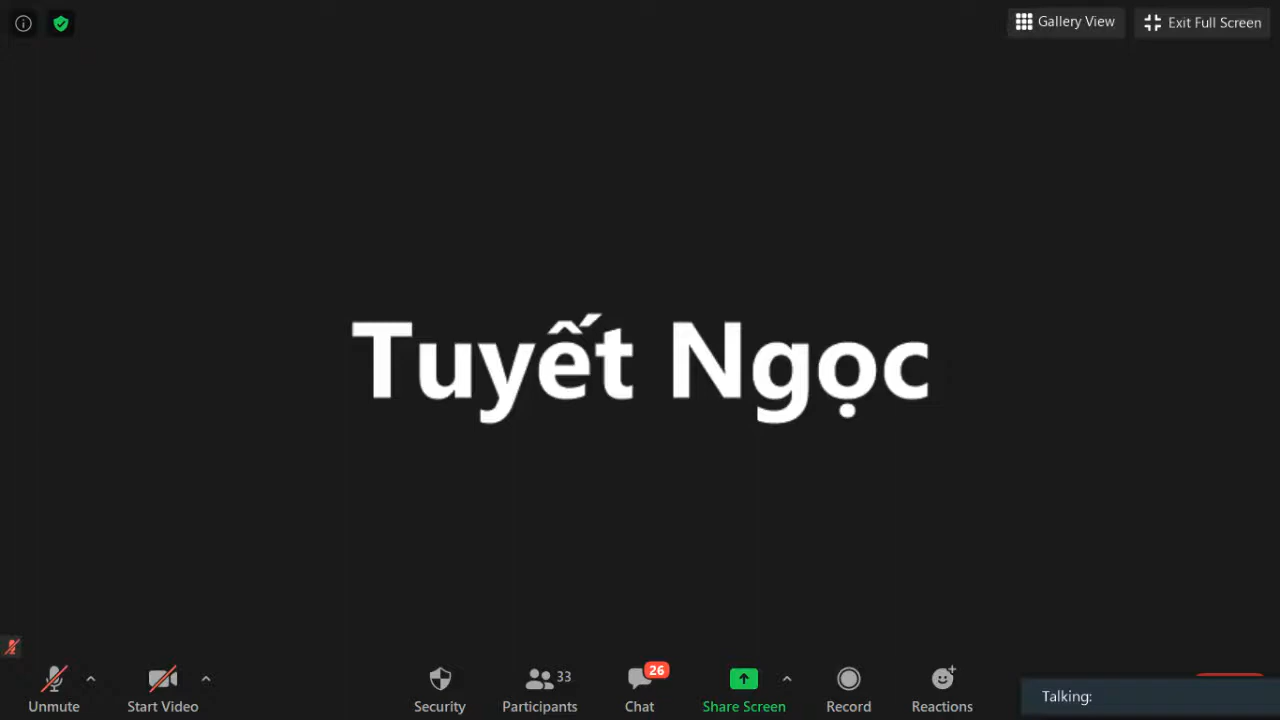 Gallery View
Exit Full Screen
Tuyết Ngọc
Unmute
Start Video
Security
33
Participants
26
Chat
Share Screen
Record
Reactions
Talking: